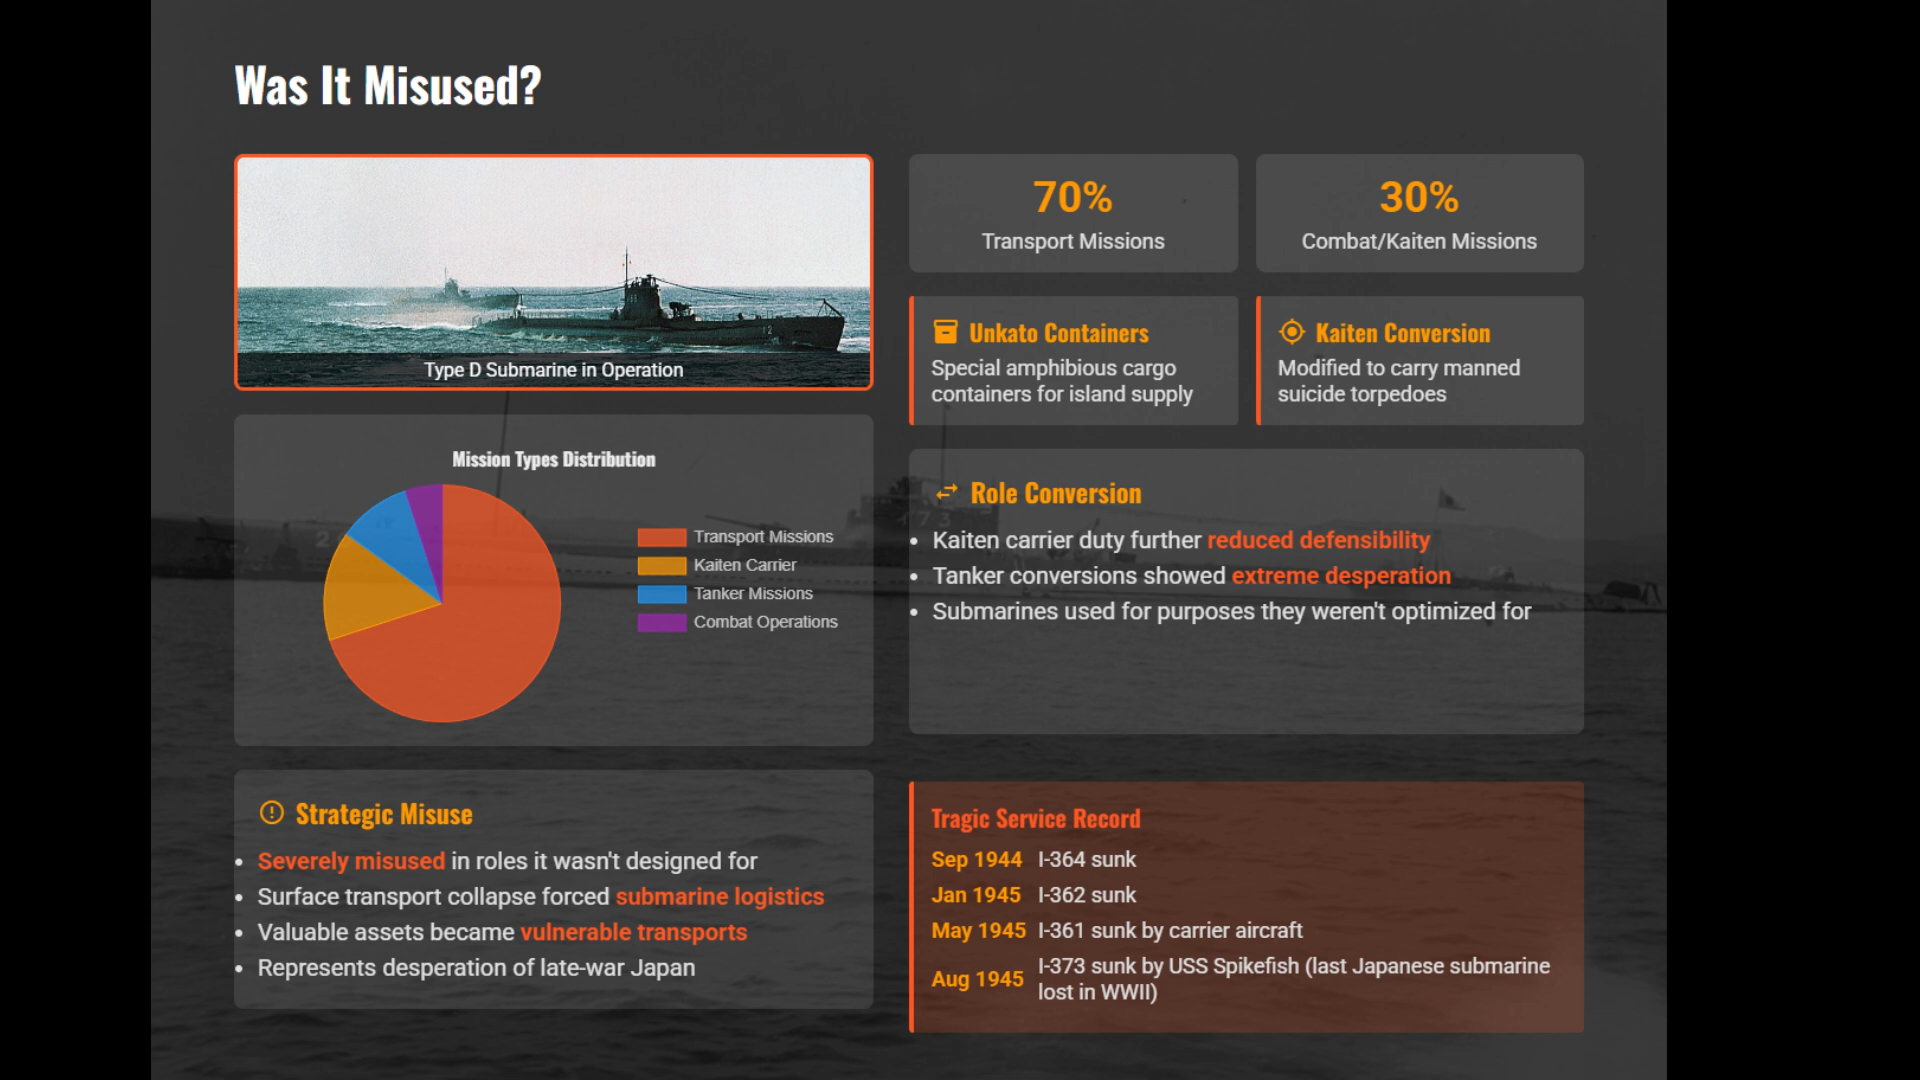 Was It Misused?
Type D Submarine in Operation
Mission Types Distribution
Transport Missions
Kaiten Carrier
Tanker Missions
Combat Operations
Strategic Misuse
• Severely misused in roles it wasn't designed for
• Surface transport collapse forced submarine logistics
• Valuable assets became vulnerable transports
• Represents desperation of late-war Japan
70%
Transport Missions
30%
Combat/Kaiten Missions
Unkato Containers
Special amphibious cargo
containers for island supply
Kaiten Conversion
Modified to carry manned
suicide torpedoes
Role Conversion
• Kaiten carrier duty further reduced defensibility
• Tanker conversions showed extreme desperation
• Submarines used for purposes they weren't optimized for
Tragic Service Record
Sep 1944 I-364 sunk
Jan 1945 I-362 sunk
May 1945 I-361 sunk by carrier aircraft
Aug 1945 I-373 sunk by USS Spikefish (last Japanese submarine
lost in WWII)